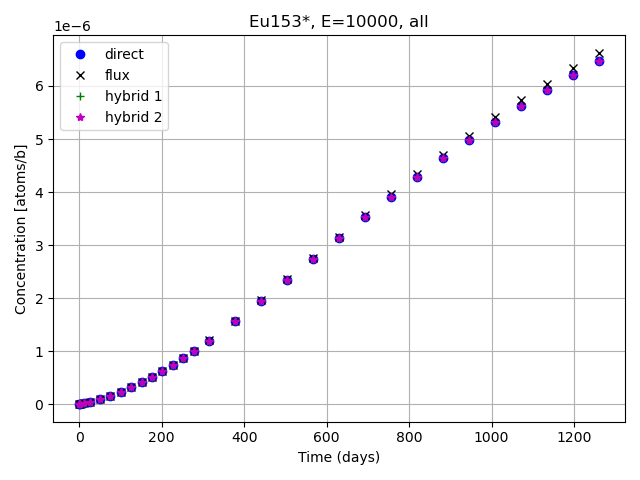 Eu153*, E=10000, all
1e−6
direct
flux
hybrid 1
hybrid 2
Concentration [atoms/b]
6
5
4
3
2
1
0
0 200 400 600 800 1000 1200
Time (days)